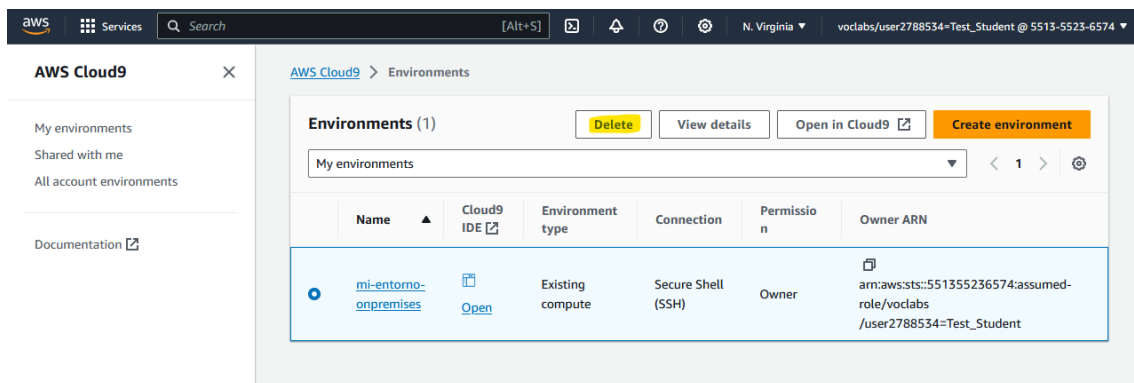 aws
Services
Search
[Alt+S]
N. Virginia
voclabs/user2788534=Test_Student @ 5513-5523-6574
AWS Cloud9
My environments
Shared with me
All account environments
Documentation
AWS Cloud9 > Environments
Environments (1)
Delete
View details
Open in Cloud9
Create environment
My environments
1
Name
Cloud9
IDE
Environment
type
Connection
Permissio
n
Owner ARN
mi-entorno-
onpremises
Open
Existing
compute
Secure Shell
(SSH)
Owner
arn:aws:sts::551355236574:assumed-
role/voclabs
/user2788534=Test_Student